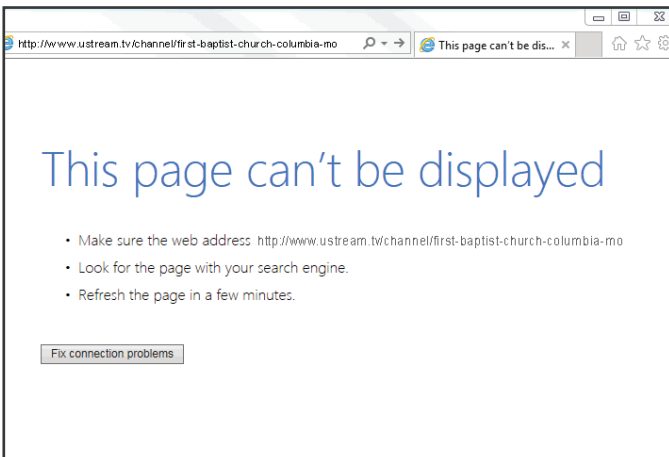 http://www.ustream.tv/channel/first-baptist-church-columbia-mo
This page can't be dis...
This page can't be displayed
• Make sure the web address http://www.ustream.tv/channel/first-baptist-church-columbia-mo
• Look for the page with your search engine.
• Refresh the page in a few minutes.
Fix connection problems